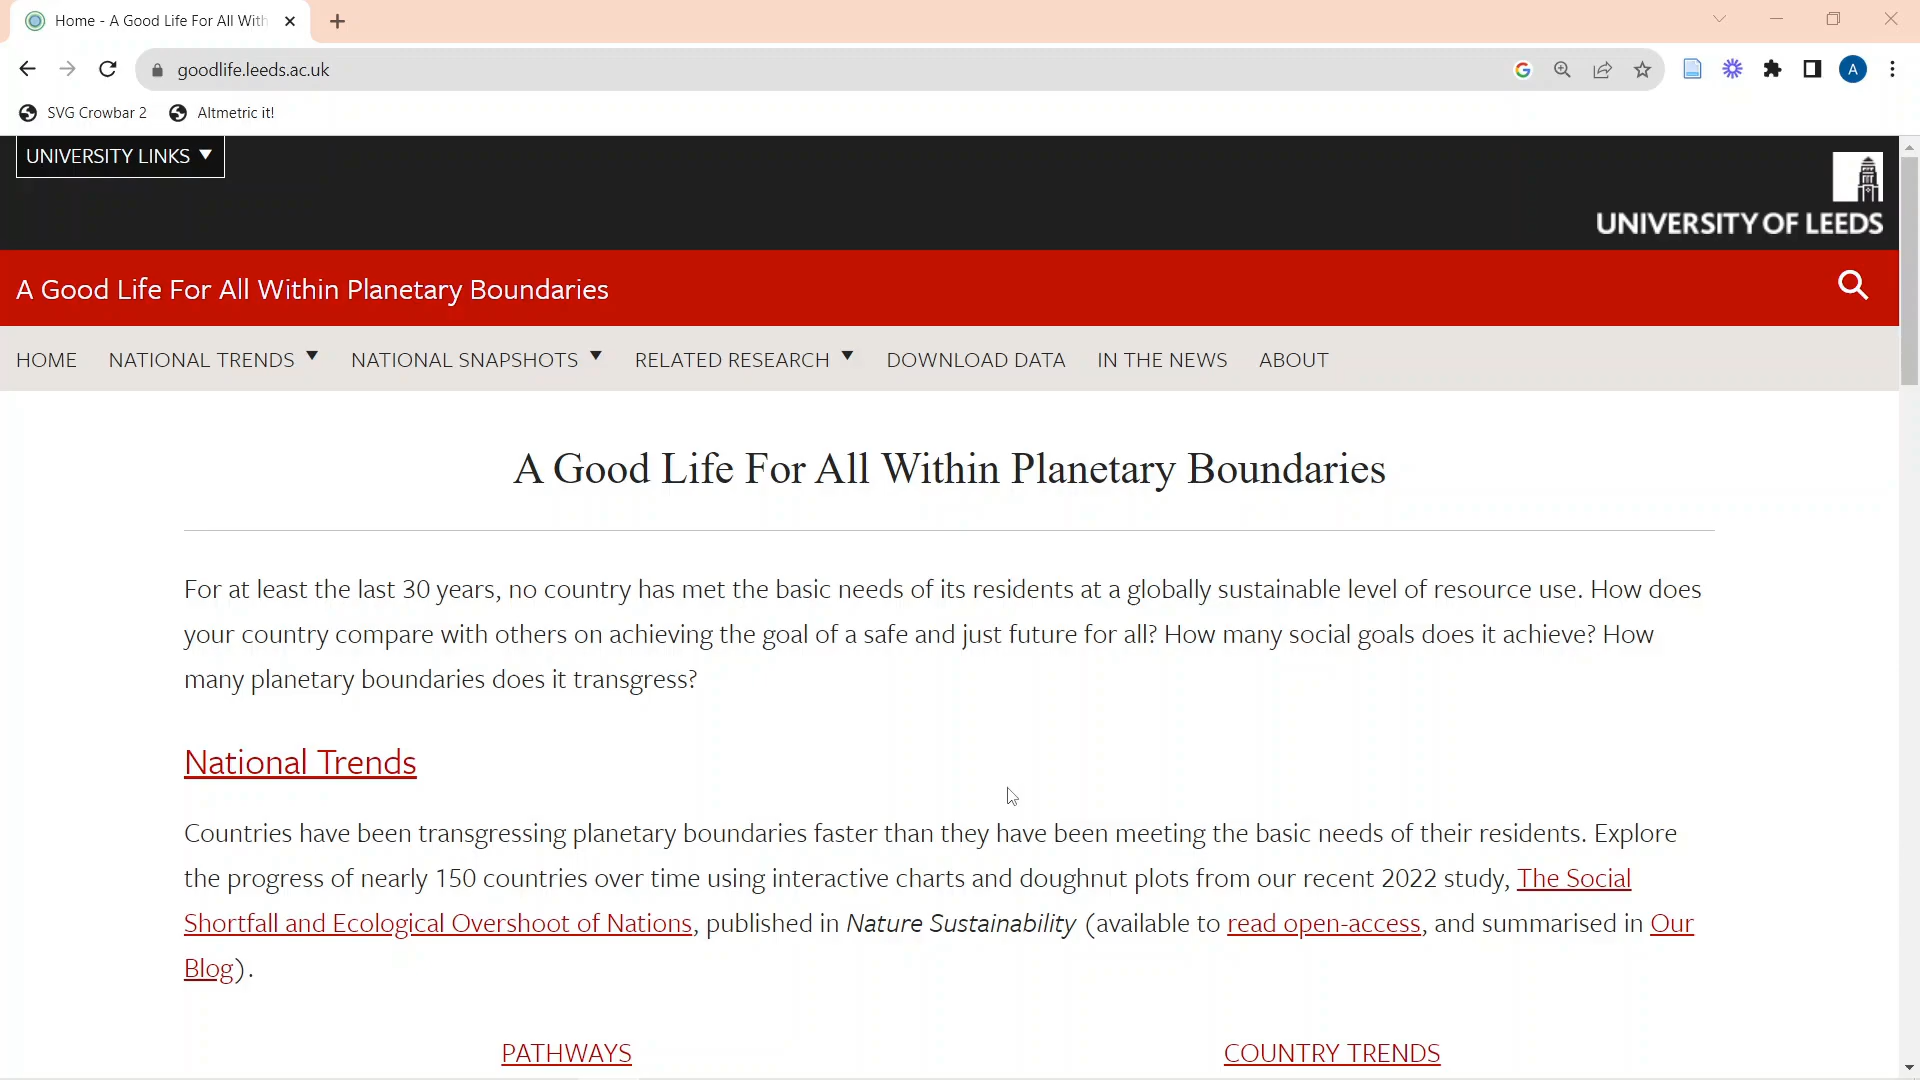 Home - A Good Life For All With
goodlife.leeds.ac.uk
A
SVG Crowbar 2
Altmetric it!
UNIVERSITY LINKS
UNIVERSITY OF LEEDS
A Good Life For All Within Planetary Boundaries
HOME
NATIONAL TRENDS
NATIONAL SNAPSHOTS
RELATED RESEARCH
DOWNLOAD DATA
IN THE NEWS
ABOUT
A Good Life For All Within Planetary Boundaries
For at least the last 30 years, no country has met the basic needs of its residents at a globally sustainable level of resource use. How does
your country compare with others on achieving the goal of a safe and just future for all? How many social goals does it achieve? How
many planetary boundaries does it transgress?
National Trends
Countries have been transgressing planetary boundaries faster than they have been meeting the basic needs of their residents. Explore
the progress of nearly 150 countries over time using interactive charts and doughnut plots from our recent 2022 study, The Social
Shortfall and Ecological Overshoot of Nations, published in Nature Sustainability (available to read open-access, and summarised in Our
Blog).
PATHWAYS
COUNTRY TRENDS